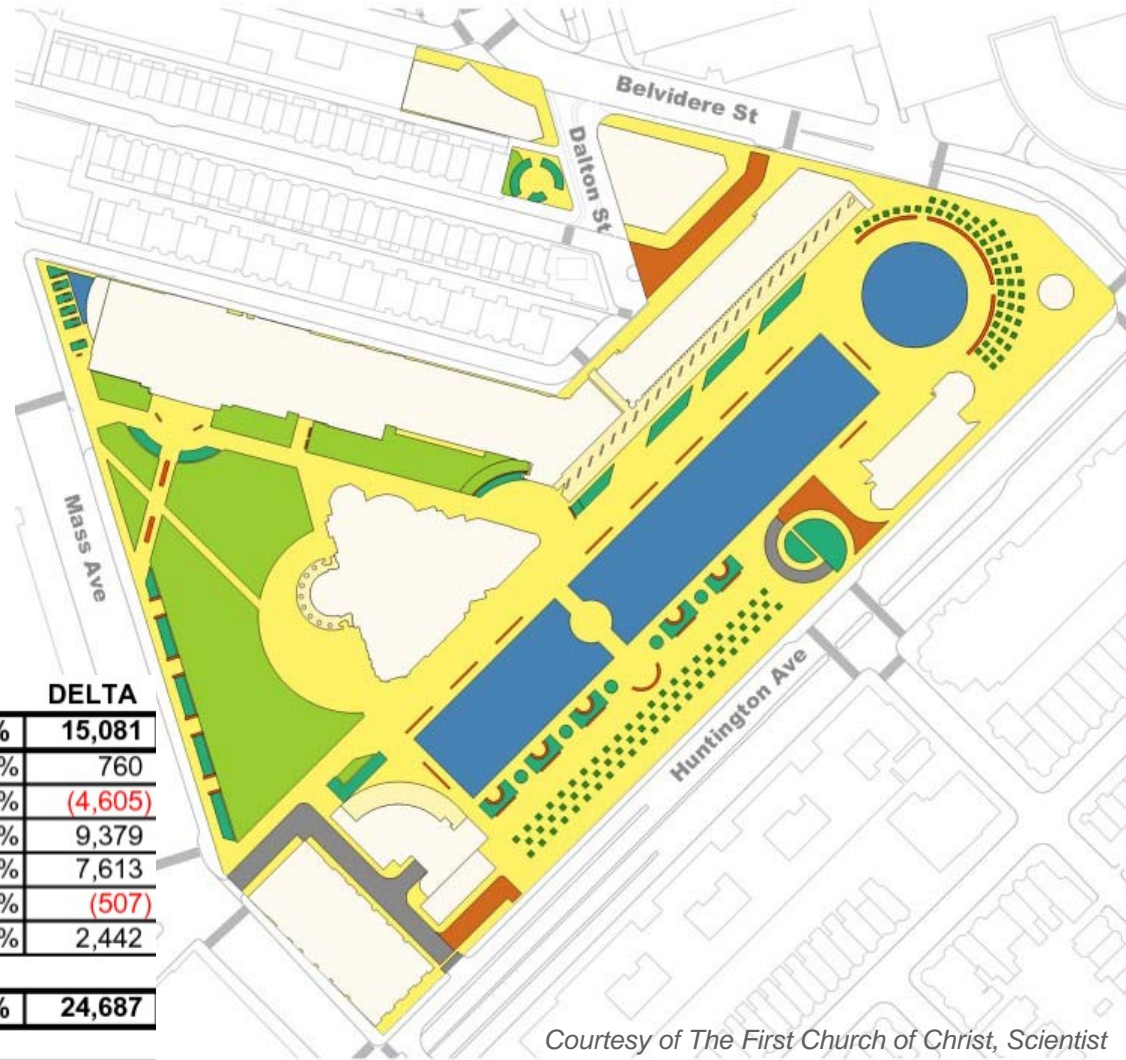 Belvidere St
Dalton St
Mass Ave
Huntington Ave
DELTA
% 15,081
% 760
% (4,605)
% 9,379
% 7,613
% (507)
% 2,442
% 24,687
Courtesy of The First Church of Christ, Scientist